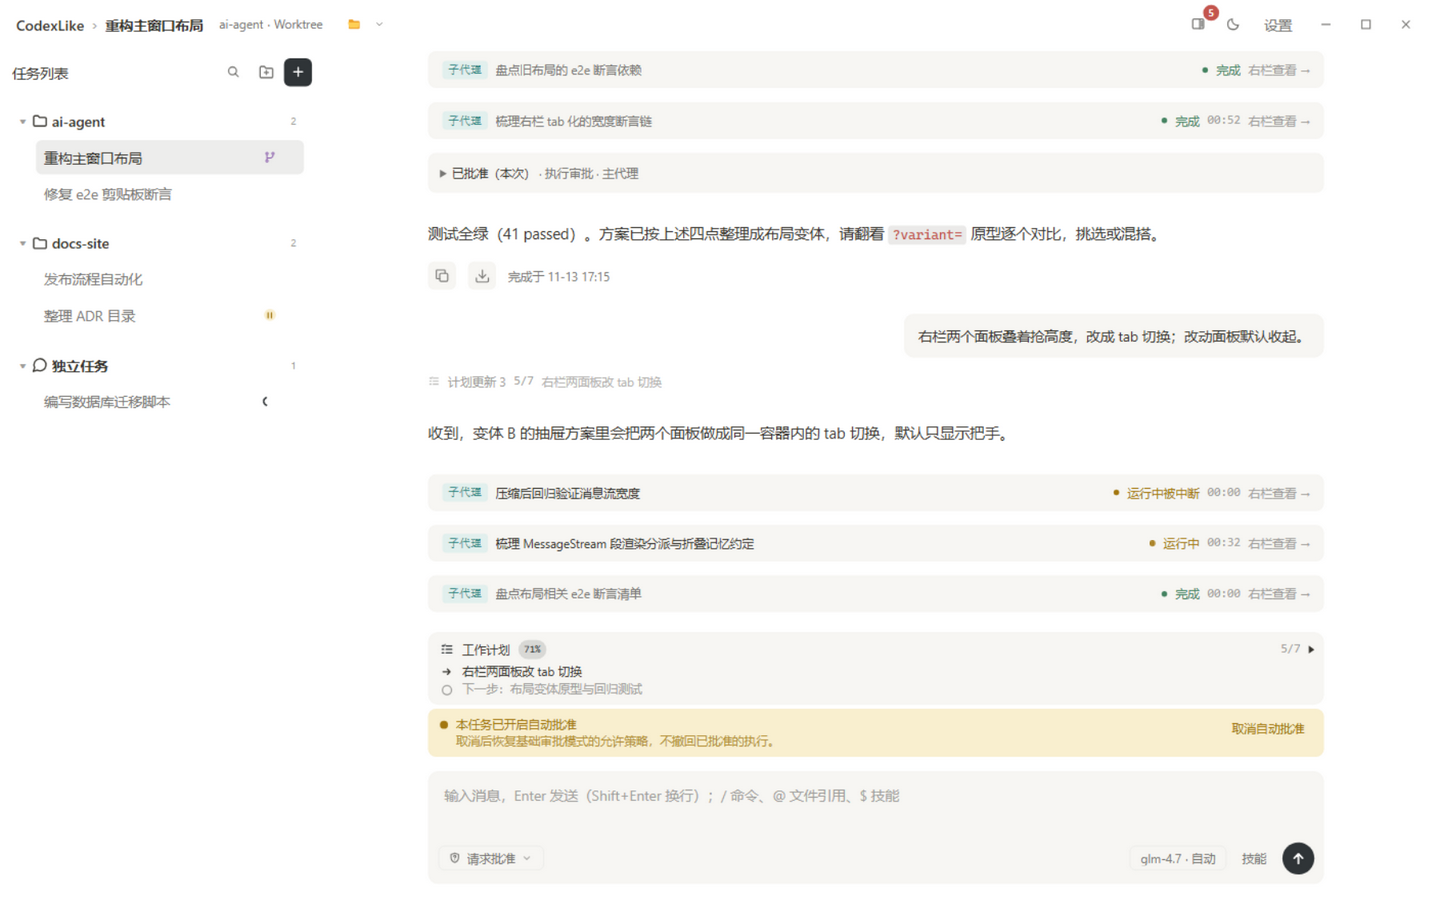 CodexLike › 重构主窗口布局 ai-agent · Worktree
5
设置
任务列表
ai-agent 2
重构主窗口布局
修复 e2e 剪贴板断言
docs-site 2
发布流程自动化
整理 ADR 目录
独立任务 1
编写数据库迁移脚本
子代理 盘点旧布局的 e2e 断言依赖 完成 右栏查看→
子代理 梳理右栏 tab 化的宽度断言链 完成 00:52 右栏查看→
已批准（本次） · 执行审批 · 主代理
测试全绿（41 passed）。方案已按上述四点整理成布局变体，请翻看 ?variant= 原型逐个对比，挑选或混搭。
完成于 11-13 17:15
右栏两个面板叠着抢高度，改成 tab 切换；改动面板默认收起。
计划更新 3 5/7 右栏两面板改 tab 切换
收到，变体 B 的抽屉方案里会把两个面板做成同一容器内的 tab 切换，默认只显示把手。
子代理 压缩后回归验证消息流宽度 运行中被中断 00:00 右栏查看→
子代理 梳理 MessageStream 段渲染分派与折叠记忆约定 运行中 00:32 右栏查看→
子代理 盘点布局相关 e2e 断言清单 完成 00:00 右栏查看→
工作计划 71% 5/7
→ 右栏两面板改 tab 切换
下一步：布局变体原型与回归测试
本任务已开启自动批准
取消后恢复基础审批模式的允许策略，不撤回已批准的执行。
取消自动批准
输入消息，Enter 发送（Shift+Enter 换行）；/ 命令、@ 文件引用、$ 技能
请求批准 glm-4.7 · 自动 技能